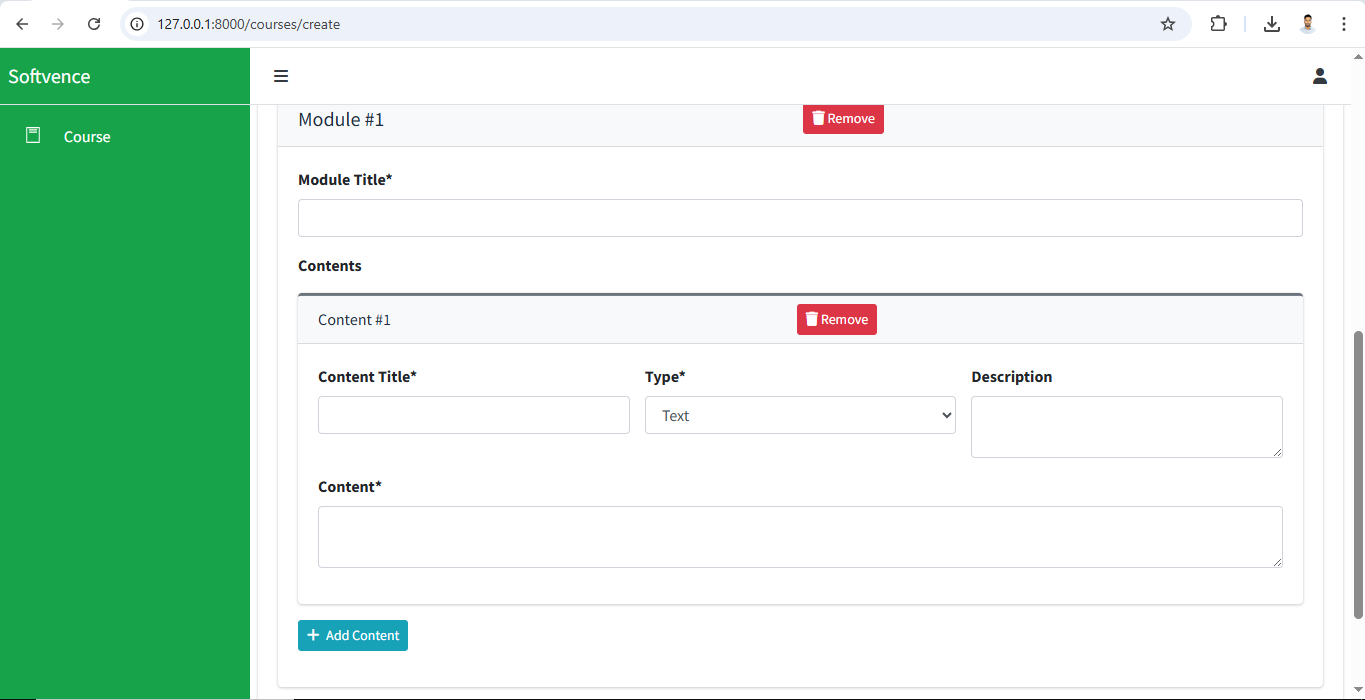 127.0.0.1:8000/courses/create
Softvence
Course
Module #1 Remove
Module Title*
Contents
Content #1 Remove
Content Title* Type* Description
Text
Content*
Add Content